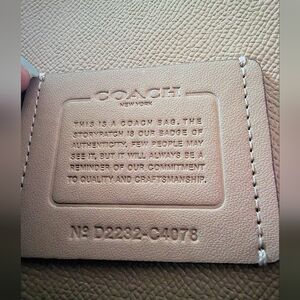 COACH
NEW YORK
THIS IS A COACH BAG. THE
STORYPATCH IS OUR BADGE OF
AUTHENTICITY. FEW PEOPLE MAY
SEE IT, BUT IT WILL ALWAYS BE A
REMINDER OF OUR COMMITMENT
TO QUALITY AND CRAFTSMANSHIP.
Nº D2232-C4078